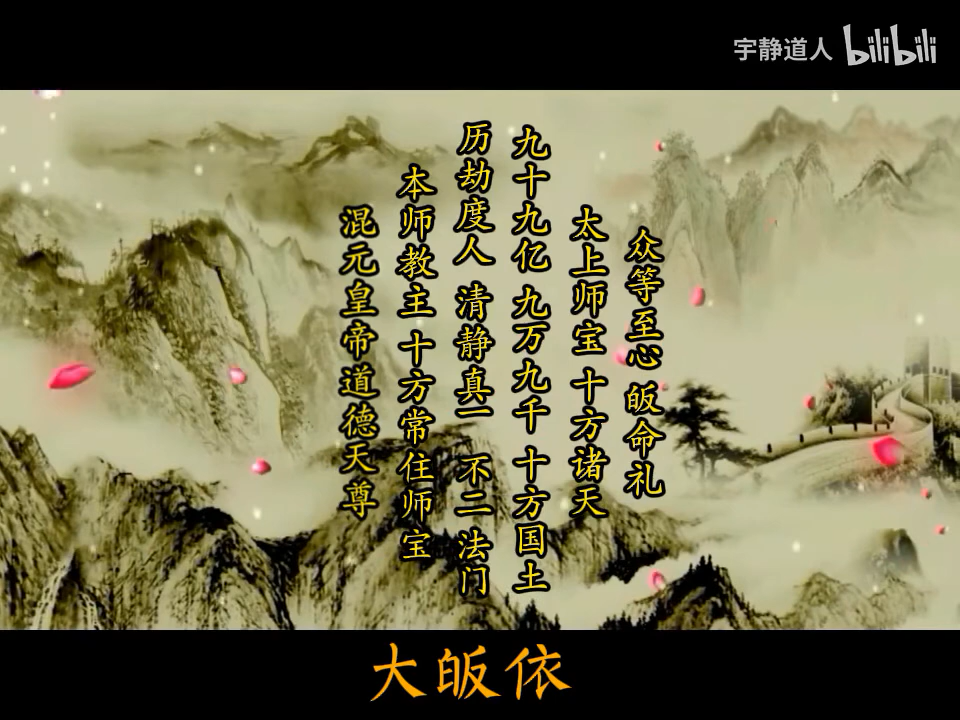 宇静道人 bilibili
众等至心 皈命礼
太上师宝 十方诸天
九十九亿 九万九千 十方国土
历劫度人 清静真一 不二法门
本师教主 十方常住师宝
混元皇帝道德天尊
大皈依